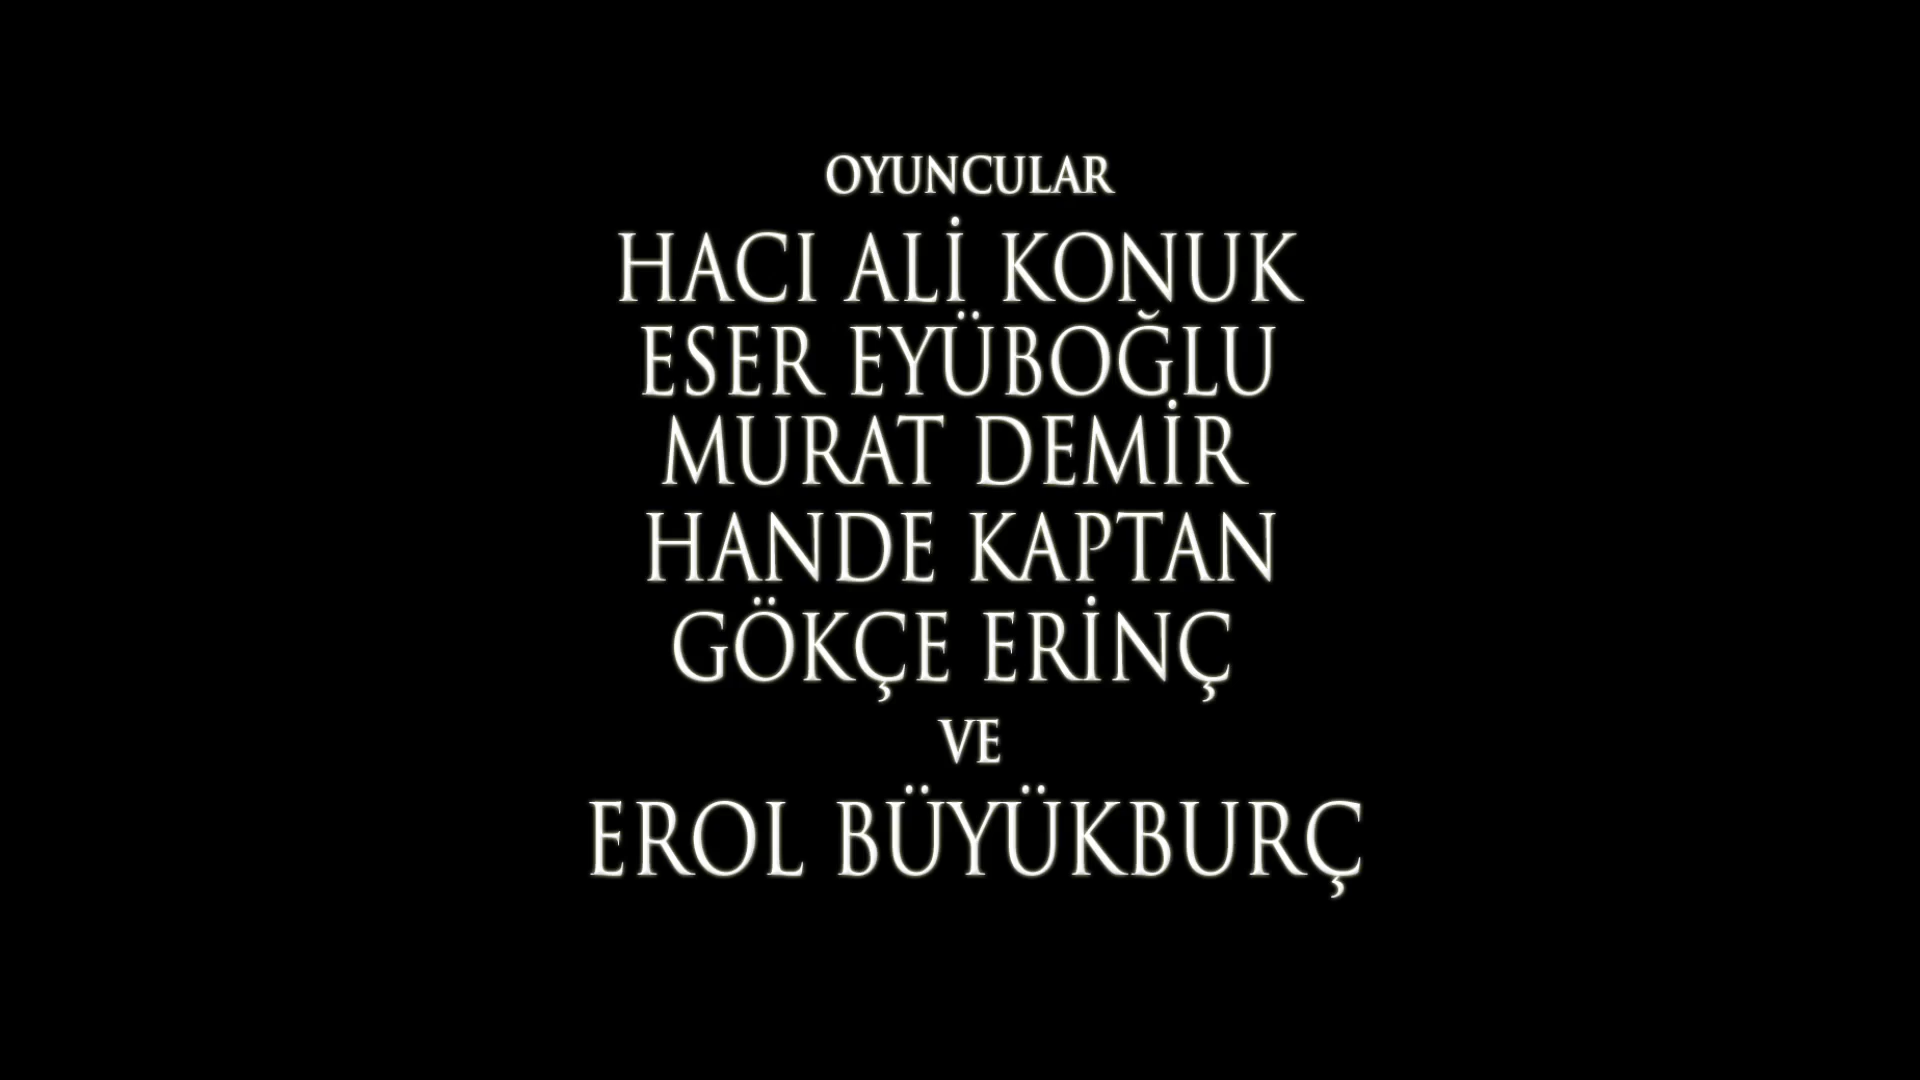 OYUNCULAR
HACI ALİ KONUK
ESER EYÜBOĞLU
MURAT DEMİR
HANDE KAPTAN
GÖKÇE ERİNÇ
VE
EROL BÜYÜKBURÇ